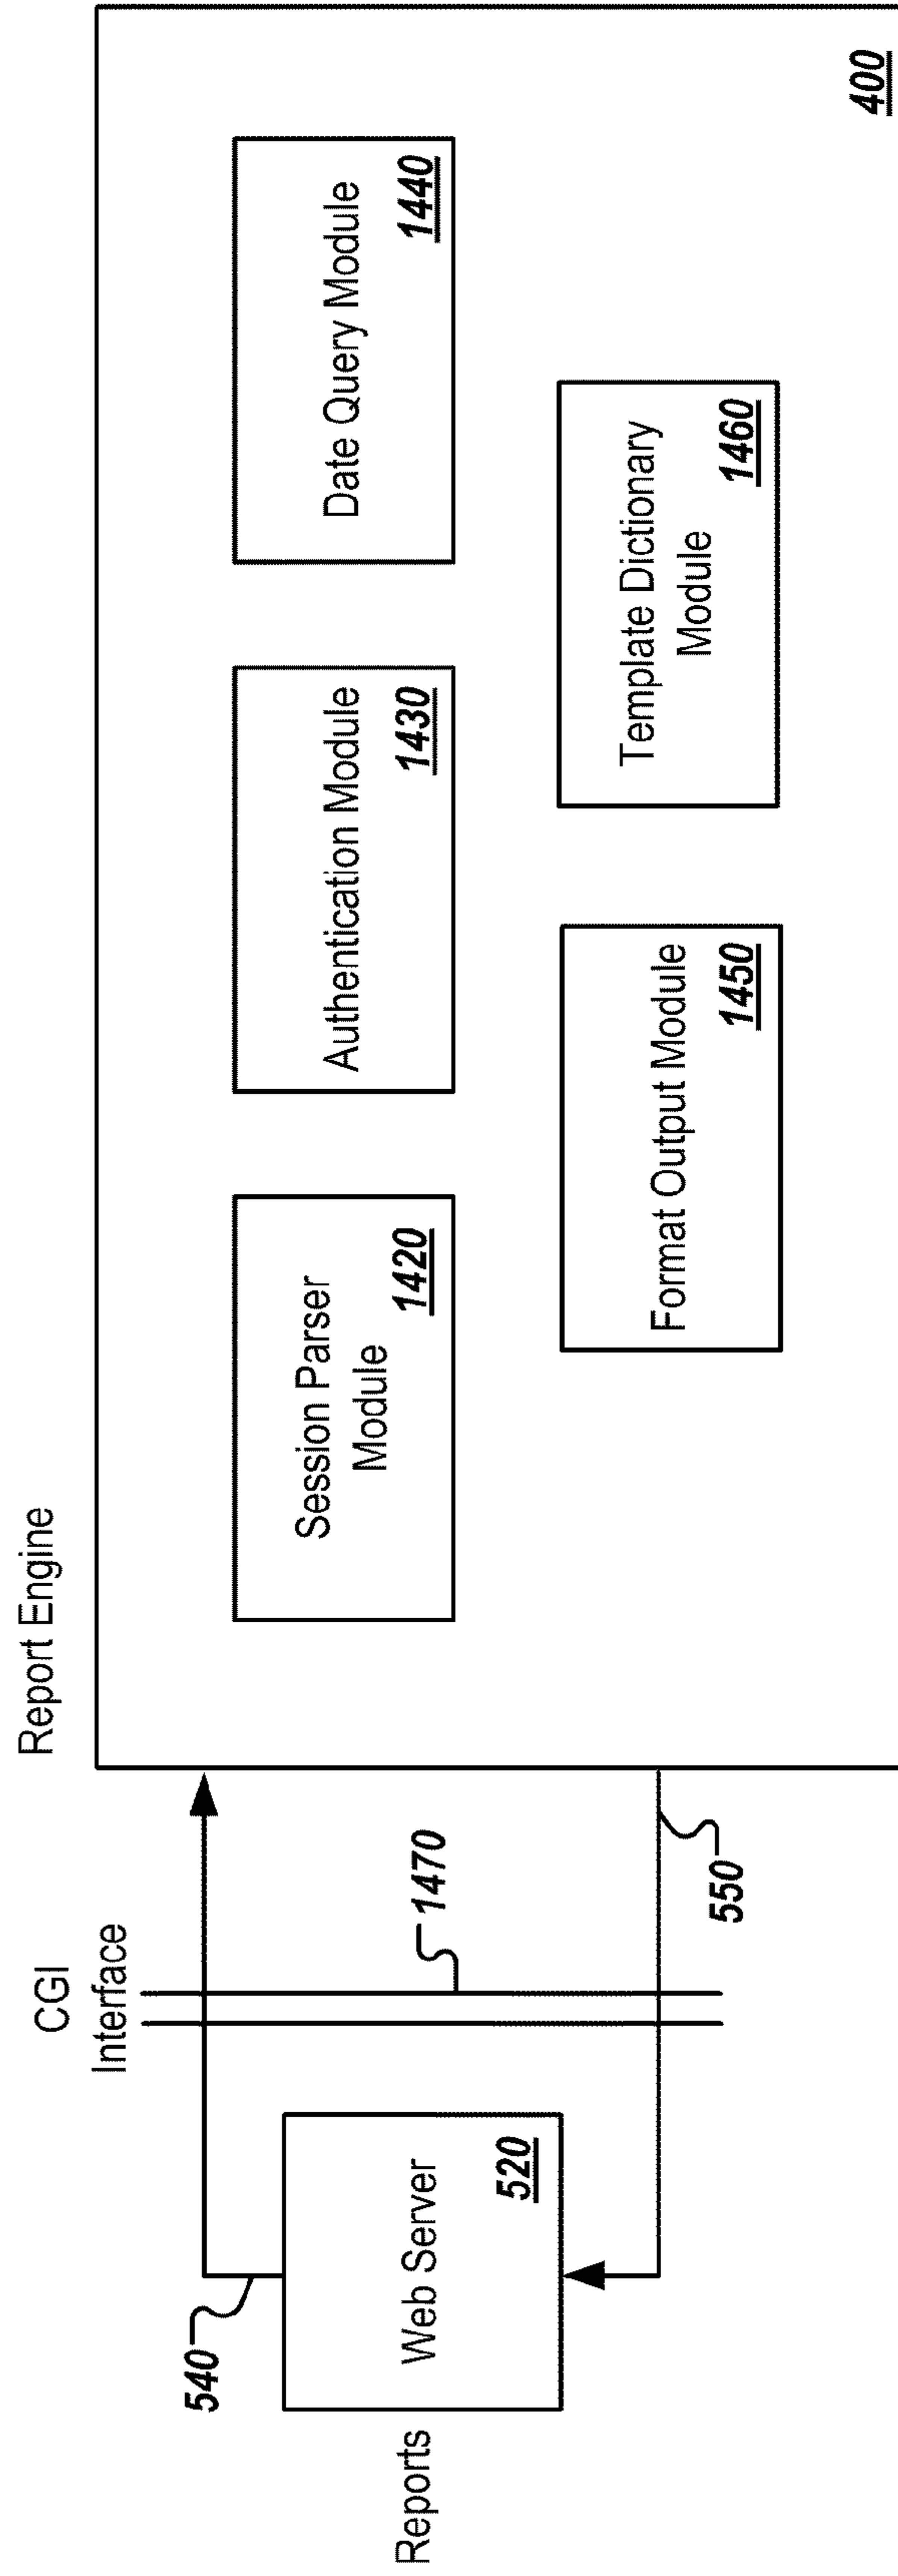 Report Engine
CGI
Interface
540
Reports
Web Server
520
1470
550
Session Parser
Module
1420
Authentication Module
1430
Date Query Module
1440
Format Output Module
1450
Template Dictionary
Module
1460
400